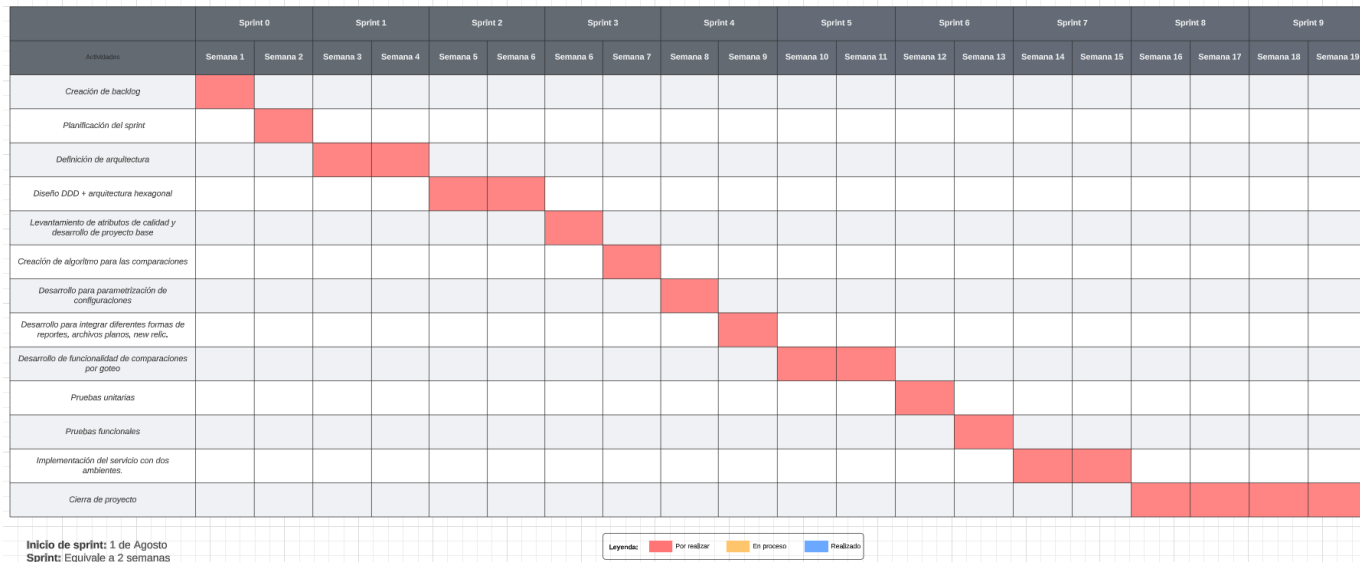 Sprint 0 Sprint 1 Sprint 2 Sprint 3 Sprint 4 Sprint 5 Sprint 6 Sprint 7 Sprint 8 Sprint 9
Actividades Semana 1 Semana 2 Semana 3 Semana 4 Semana 5 Semana 6 Semana 6 Semana 7 Semana 8 Semana 9 Semana 10 Semana 11 Semana 12 Semana 13 Semana 14 Semana 15 Semana 16 Semana 17 Semana 18 Semana 19
Creación de backlog
Planificación del sprint
Definición de arquitectura
Diseño DDD + arquitectura hexagonal
Levantamiento de atributos de calidad y
desarrollo de proyecto base
Creación de algoritmo para las comparaciones
Desarrollo para parametrización de
configuraciones
Desarrollo para integrar diferentes formas de
reportes, archivos planos, new relic.
Desarrollo de funcionalidad de comparaciones
por goteo
Pruebas unitarias
Pruebas funcionales
Implementación del servicio con dos
ambientes.
Cierra de proyecto
Inicio de sprint: 1 de Agosto
Sprint: Equivale a 2 semanas
Leyenda: Por realizar En proceso Realizado